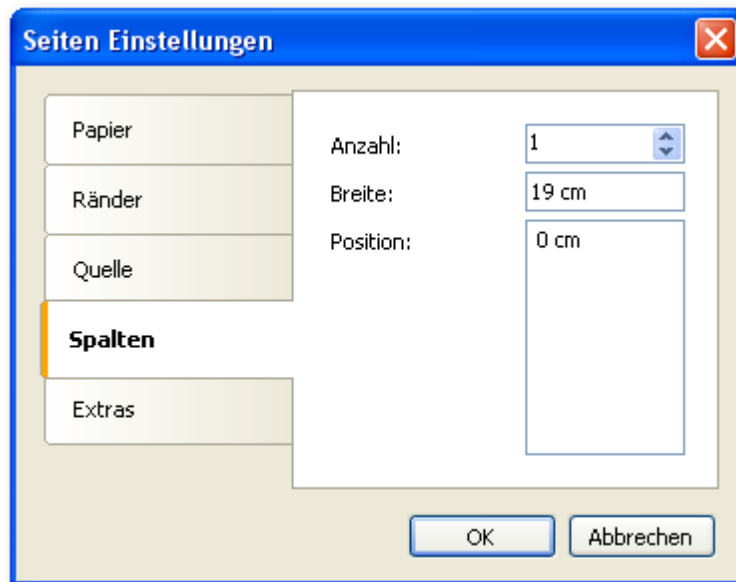 Seiten Einstellungen
Papier
Ränder
Quelle
Spalten
Extras
Anzahl: 1
Breite: 19 cm
Position: 0 cm
OK Abbrechen